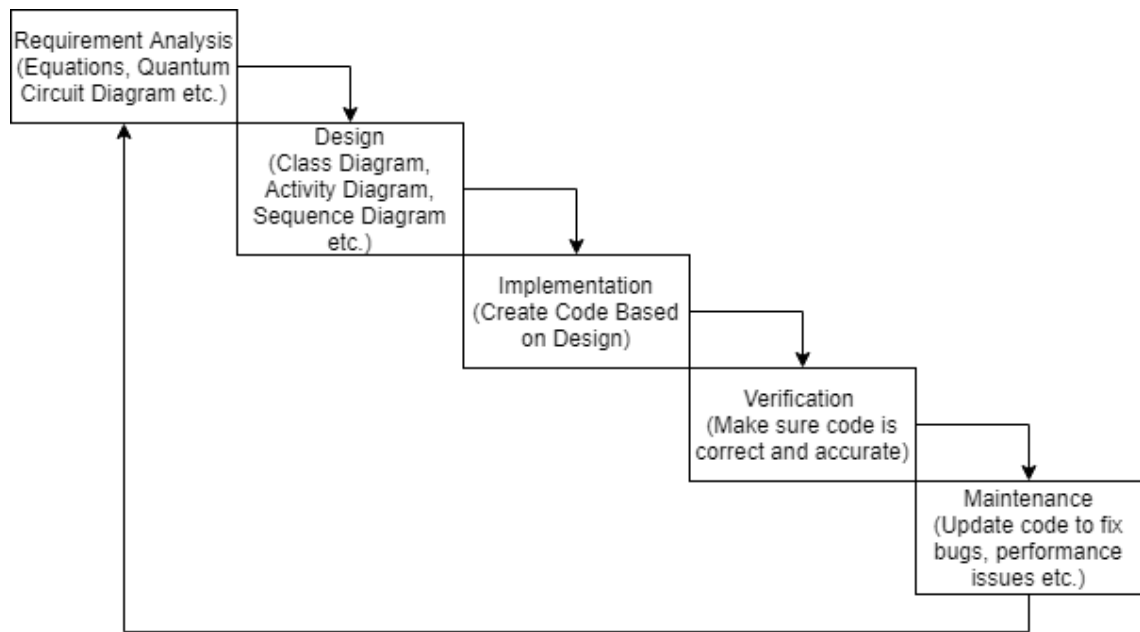 Requirement Analysis
(Equations, Quantum
Circuit Diagram etc.)
Design
(Class Diagram,
Activity Diagram,
Sequence Diagram
etc.)
Implementation
(Create Code Based
on Design)
Verification
(Make sure code is
correct and accurate)
Maintenance
(Update code to fix
bugs, performance
issues etc.)